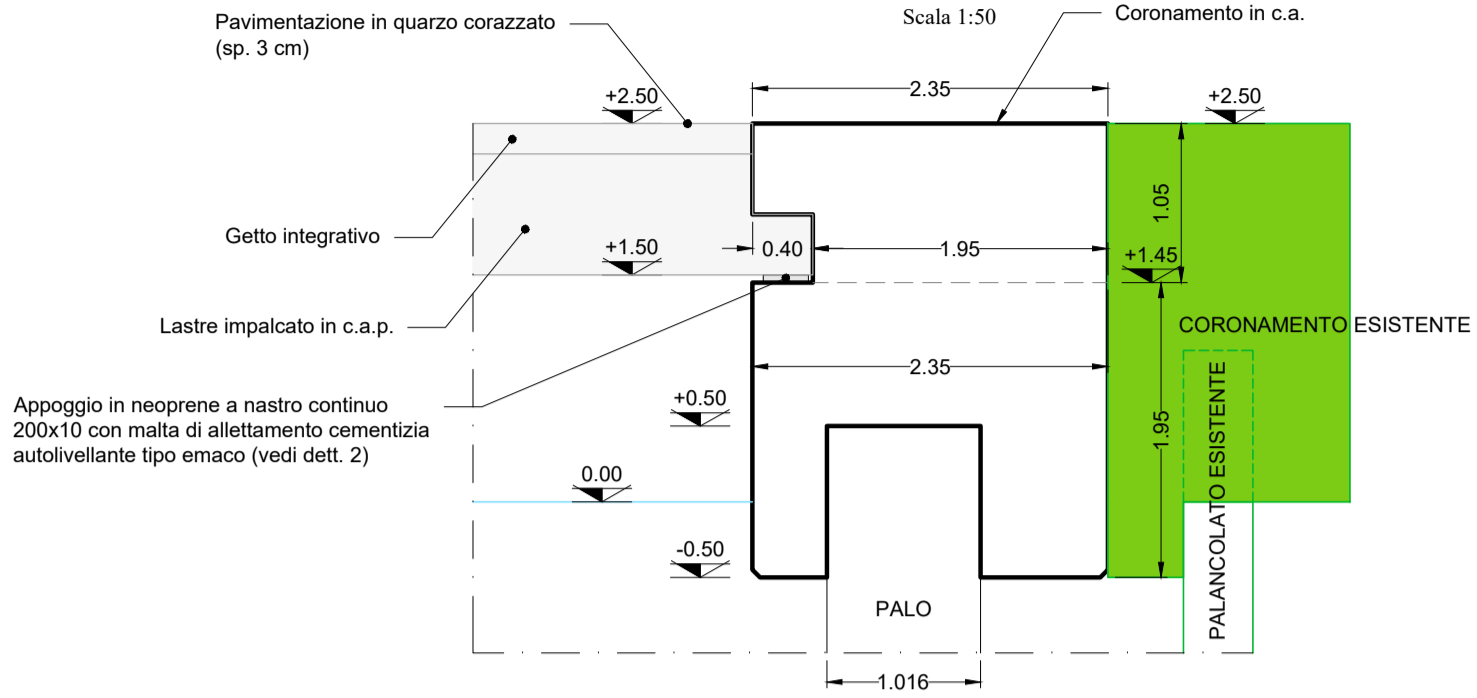 Pavimentazione in quarzo corazzato
(sp. 3 cm)
Scala 1:50
Coronamento in c.a.
2.35
+2.50
+2.50
1.05
Getto integrativo
+1.50
0.40
1.95
+1.45
Lastre impalcato in c.a.p.
CORONAMENTO ESISTENTE
2.35
Appoggio in neoprene a nastro continuo
200x10 con malta di allettamento cementizia
autolivellante tipo emaco (vedi dett. 2)
+0.50
1.95
PALANCOLATO ESISTENTE
0.00
-0.50
PALO
1.016